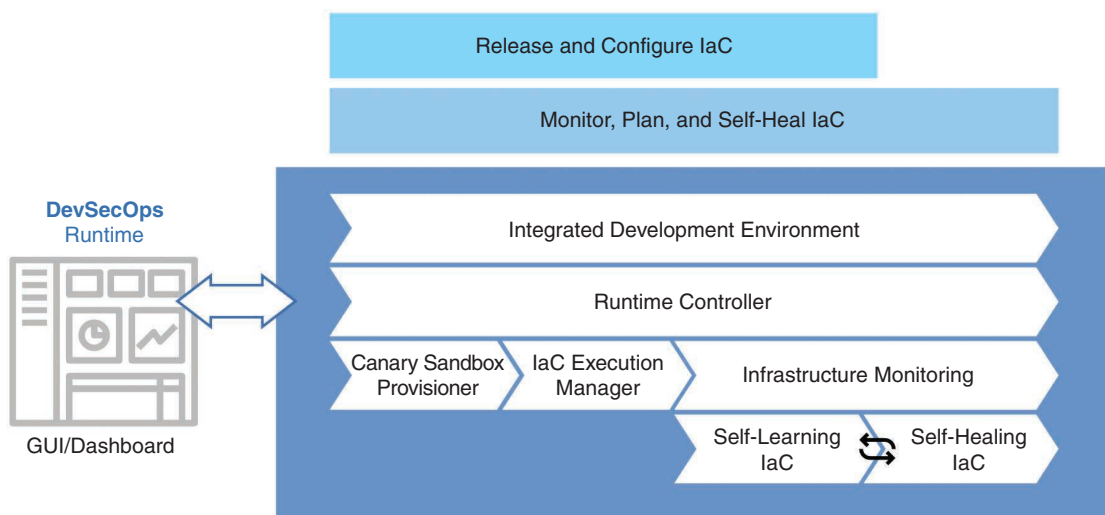 Release and Configure IaC
Monitor, Plan, and Self-Heal IaC
DevSecOps
Runtime
GUI/Dashboard
Integrated Development Environment
Runtime Controller
Canary Sandbox
Provisioner
IaC Execution
Manager
Infrastructure Monitoring
Self-Learning
IaC
Self-Healing
IaC